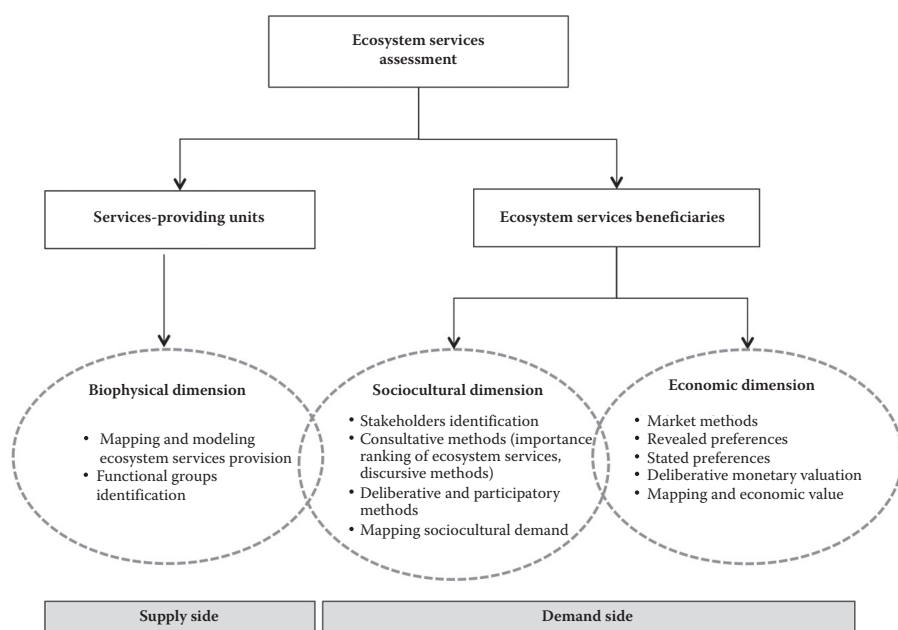 Ecosystem services
assessment
Services-providing units
Ecosystem services beneficiaries
Biophysical dimension
• Mapping and modeling
ecosystem services provision
• Functional groups
identification
Sociocultural dimension
• Stakeholders identification
• Consultative methods (importance
ranking of ecosystem services,
discursive methods)
• Deliberative and participatory
methods
• Mapping sociocultural demand
Economic dimension
• Market methods
• Revealed preferences
• Stated preferences
• Deliberative monetary valuation
• Mapping and economic value
Supply side
Demand side